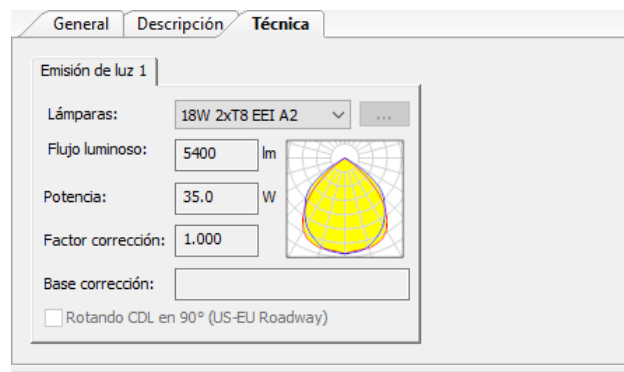 General Descripción Técnica
Emisión de luz 1
Lámparas: 18W 2xT8 EEI A2 ...
Flujo luminoso: 5400 lm
Potencia: 35.0 W
Factor corrección: 1.000
Base corrección:
Rotando CDL en 90° (US-EU Roadway)